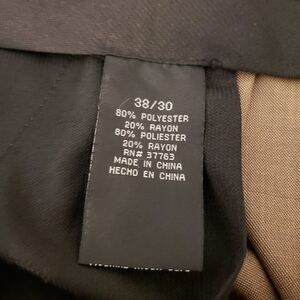 38/30
80% POLYESTER
20% RAYON
80% POLIESTER
20% RAYON
RN# 37763
MADE IN CHINA
HECHO EN CHINA